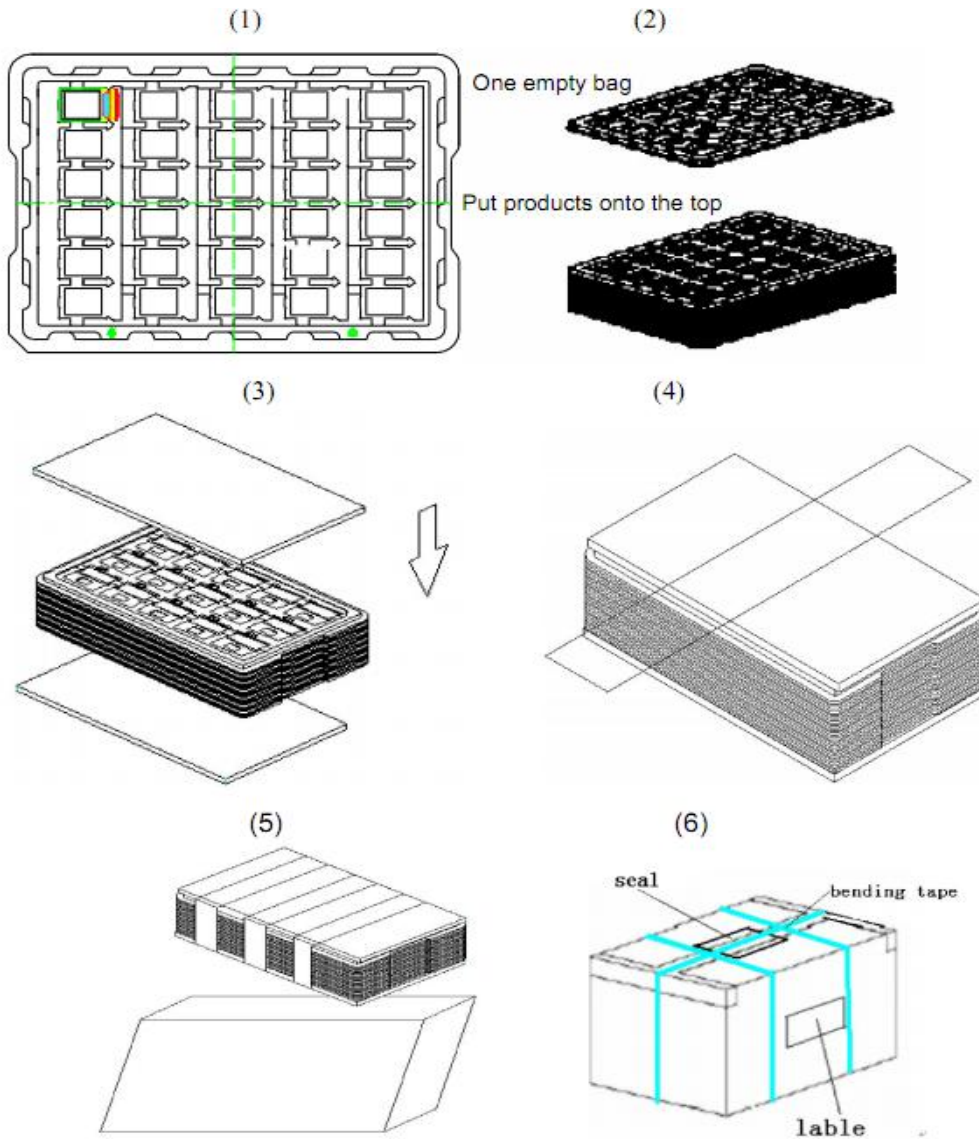 (1)
(2)
One empty bag
Put products onto the top
(3)
(4)
(5)
(6)
seal
bending tape
lable